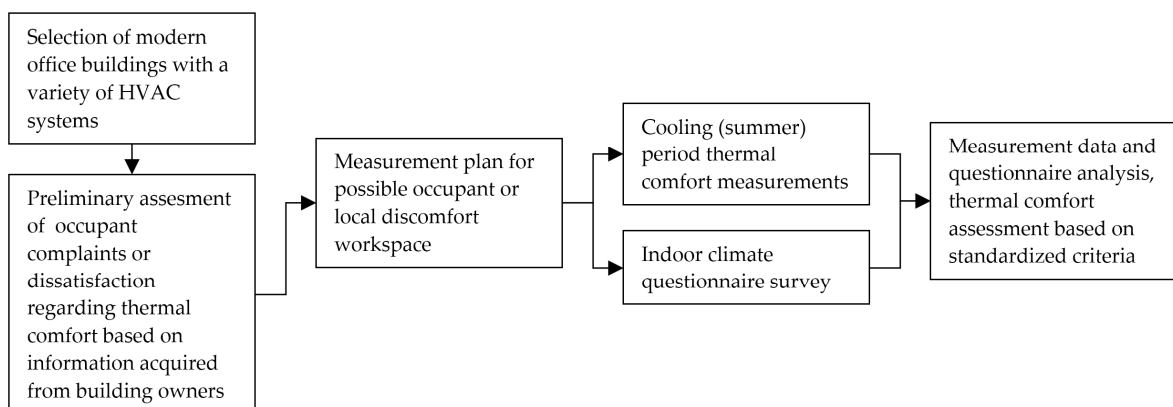 Selection of modern
office buildings with a
variety of HVAC
systems
Preliminary assesment
of occupant
complaints or
dissatisfaction
regarding thermal
comfort based on
information acquired
from building owners
Measurement plan for
possible occupant or
local discomfort
workspace
Cooling (summer)
period thermal
comfort measurements
Indoor climate
questionnaire survey
Measurement data and
questionnaire analysis,
thermal comfort
assessment based on
standardized criteria